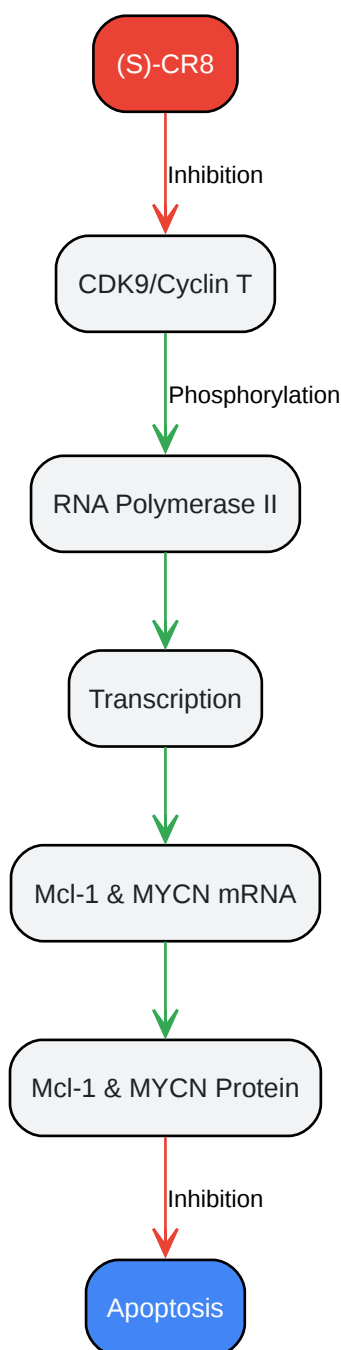 (S)-CR8
Inhibition
CDK9/Cyclin T
Phosphorylation
RNA Polymerase II
Transcription
Mcl-1 & MYCN mRNA
Mcl-1 & MYCN Protein
Inhibition
Apoptosis